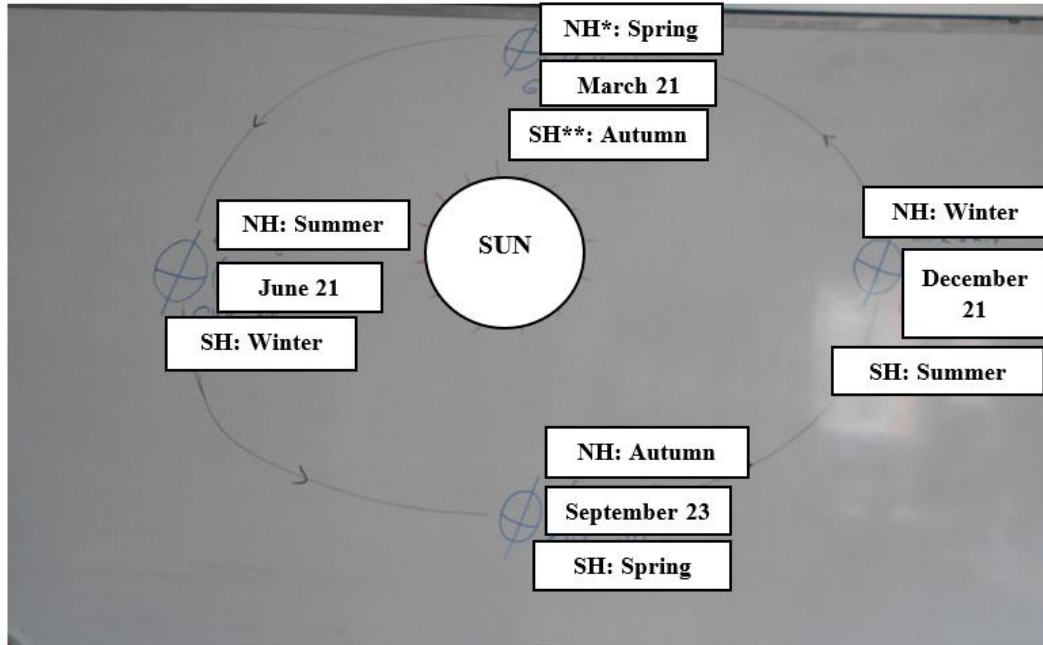 NH*: Spring
March 21
SH**: Autumn
NH: Summer
June 21
SH: Winter
SUN
NH: Winter
December
21
SH: Summer
NH: Autumn
September 23
SH: Spring